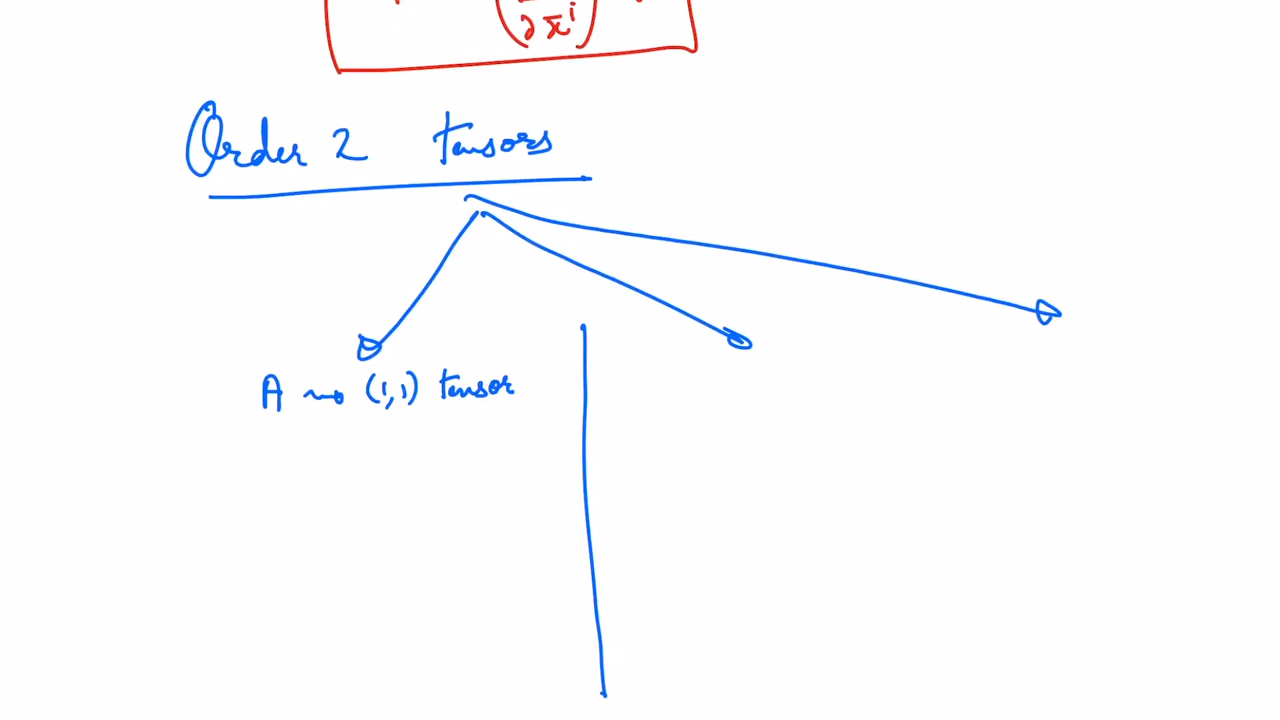 ∂x̄ⁱ
Order 2 tensors
A ⇝ (1,1) tensor